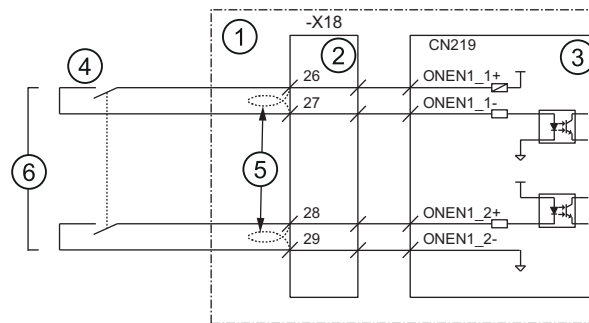 -X18
1
2
CN219
3
4
26
ONEN1_1+
27
ONEN1_1-
5
6
28
ONEN1_2+
29
ONEN1_2-